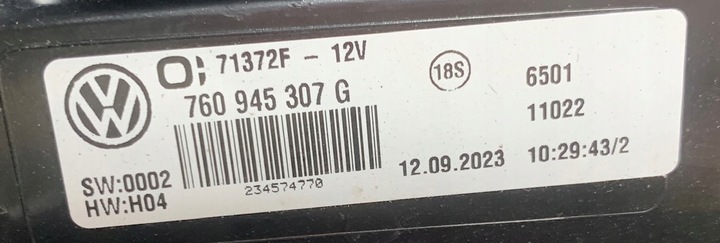 71372F - 12V
760 945 307 G
234574770
SW:0002
HW:H04
18S
6501
11022
12.09.2023 10:29:43/2